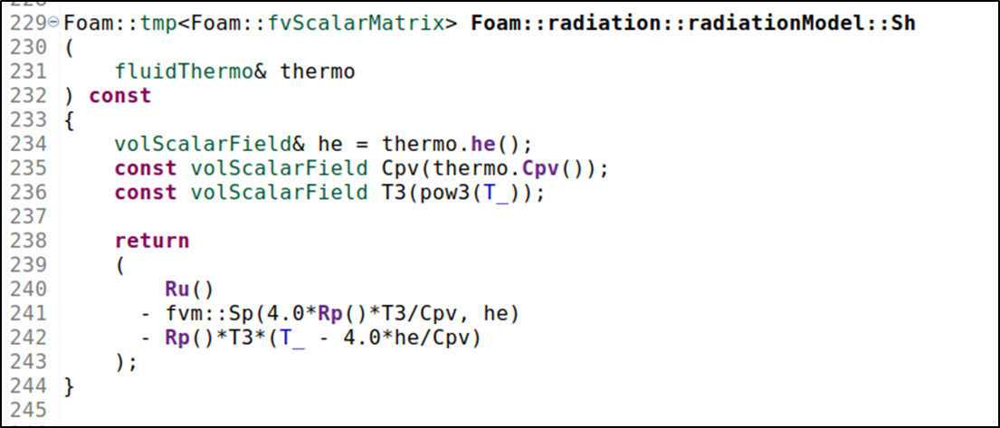 229 Foam::tmp<Foam::fvScalarMatrix> Foam::radiation::radiationModel::Sh
230 (
231     fluidThermo& thermo
232 ) const
233 {
234     volScalarField& he = thermo.he();
235     const volScalarField Cpv(thermo.Cpv());
236     const volScalarField T3(pow3(T_));
237
238     return
239     (
240         Ru()
241       - fvm::Sp(4.0*Rp()*T3/Cpv, he)
242       - Rp()*T3*(T_ - 4.0*he/Cpv)
243     );
244 }
245